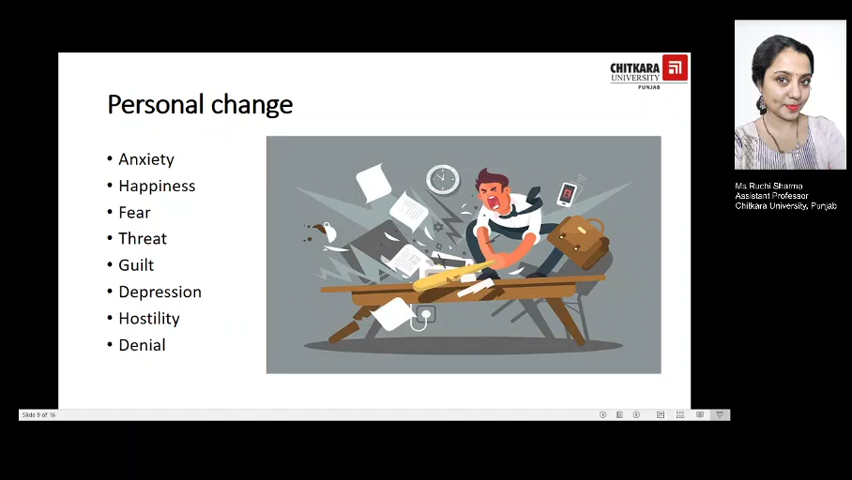 CHITKARA
UNIVERSITY
PUNJAB
Personal change
• Anxiety
• Happiness
• Fear
• Threat
• Guilt
• Depression
• Hostility
• Denial
Ms Ruchi Sharma
Assistant Professor
Chitkara University, Punjab
Slide 9 of 16